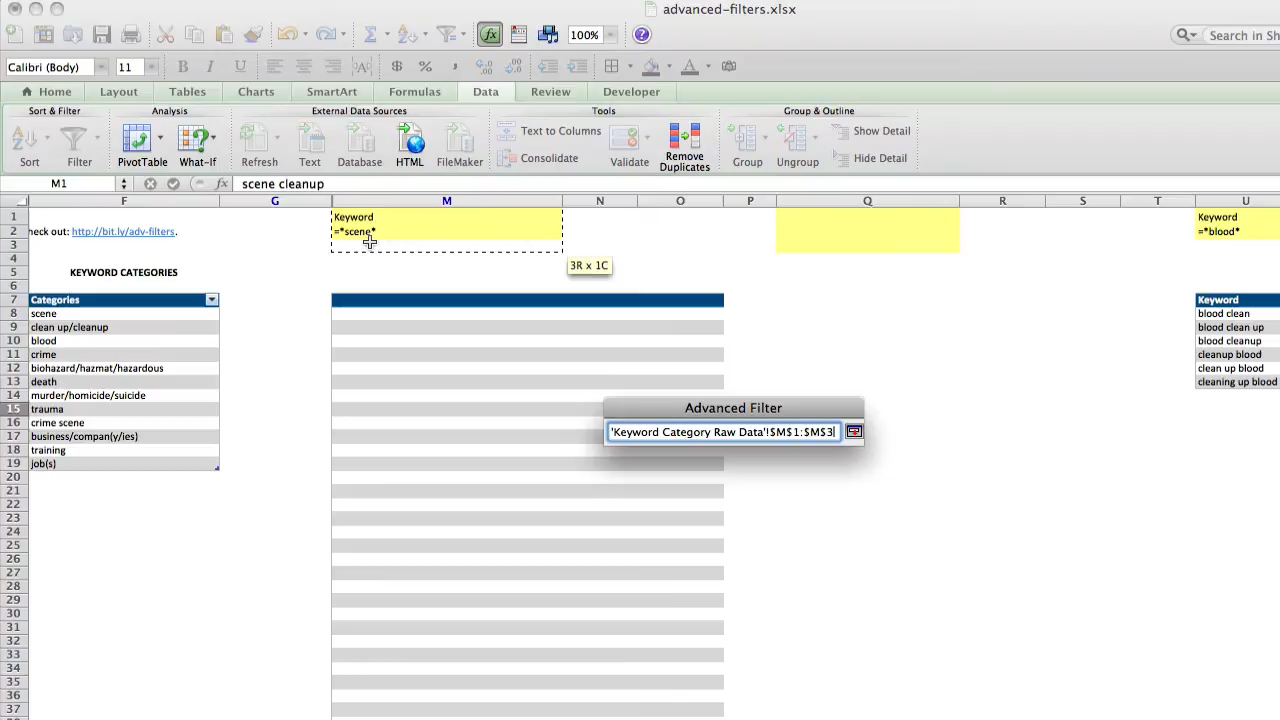 advanced-filters.xlsx
100%
Search in Sh
Calibri (Body) 11 B I U
Home Layout Tables Charts SmartArt Formulas Data Review Developer
Sort & Filter Analysis External Data Sources Tools Group & Outline
Sort Filter PivotTable What-If Refresh Text Database HTML FileMaker Text to Columns Consolidate Validate Remove Duplicates Group Ungroup Show Detail Hide Detail
M1 fx scene cleanup
F G M N O P Q R S T U
1 Keyword Keyword
2 heck out: http://bit.ly/adv-filters. =*scene* =*blood*
3
4 3R x 1C
5 KEYWORD CATEGORIES
6
7 Categories Keyword
8 scene blood clean
9 clean up/cleanup blood clean up
10 blood blood cleanup
11 crime cleanup blood
12 biohazard/hazmat/hazardous clean up blood
13 death cleaning up blood
14 murder/homicide/suicide
15 trauma
16 crime scene
17 business/compan(y/ies)
18 training
19 job(s)
20
21
22
23
24
25
26
27
28
29
30
31
32
33
34
35
36
37
Advanced Filter
'Keyword Category Raw Data'!$M$1:$M$3